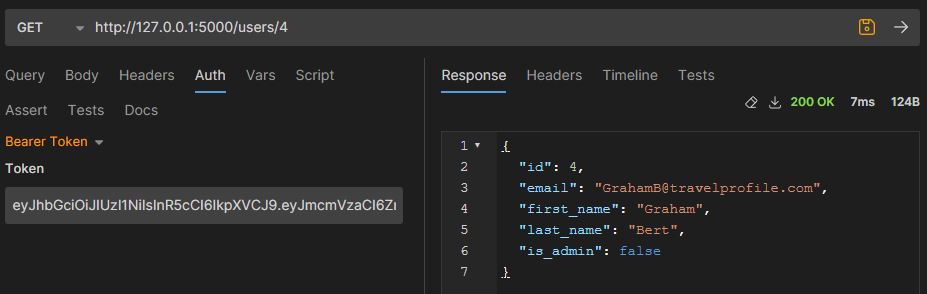 GET http://127.0.0.1:5000/users/4
Query Body Headers Auth Vars Script
Assert Tests Docs
Bearer Token
Token
eyJhbGciOiJIUzI1NiIsInR5cCI6IkpXVCJ9.eyJmcmVzaCI6Zı
Response Headers Timeline Tests
200 OK 7ms 124B
1 {
2 "id": 4,
3 "email": "GrahamB@travelprofile.com",
4 "first_name": "Graham",
5 "last_name": "Bert",
6 "is_admin": false
7 }